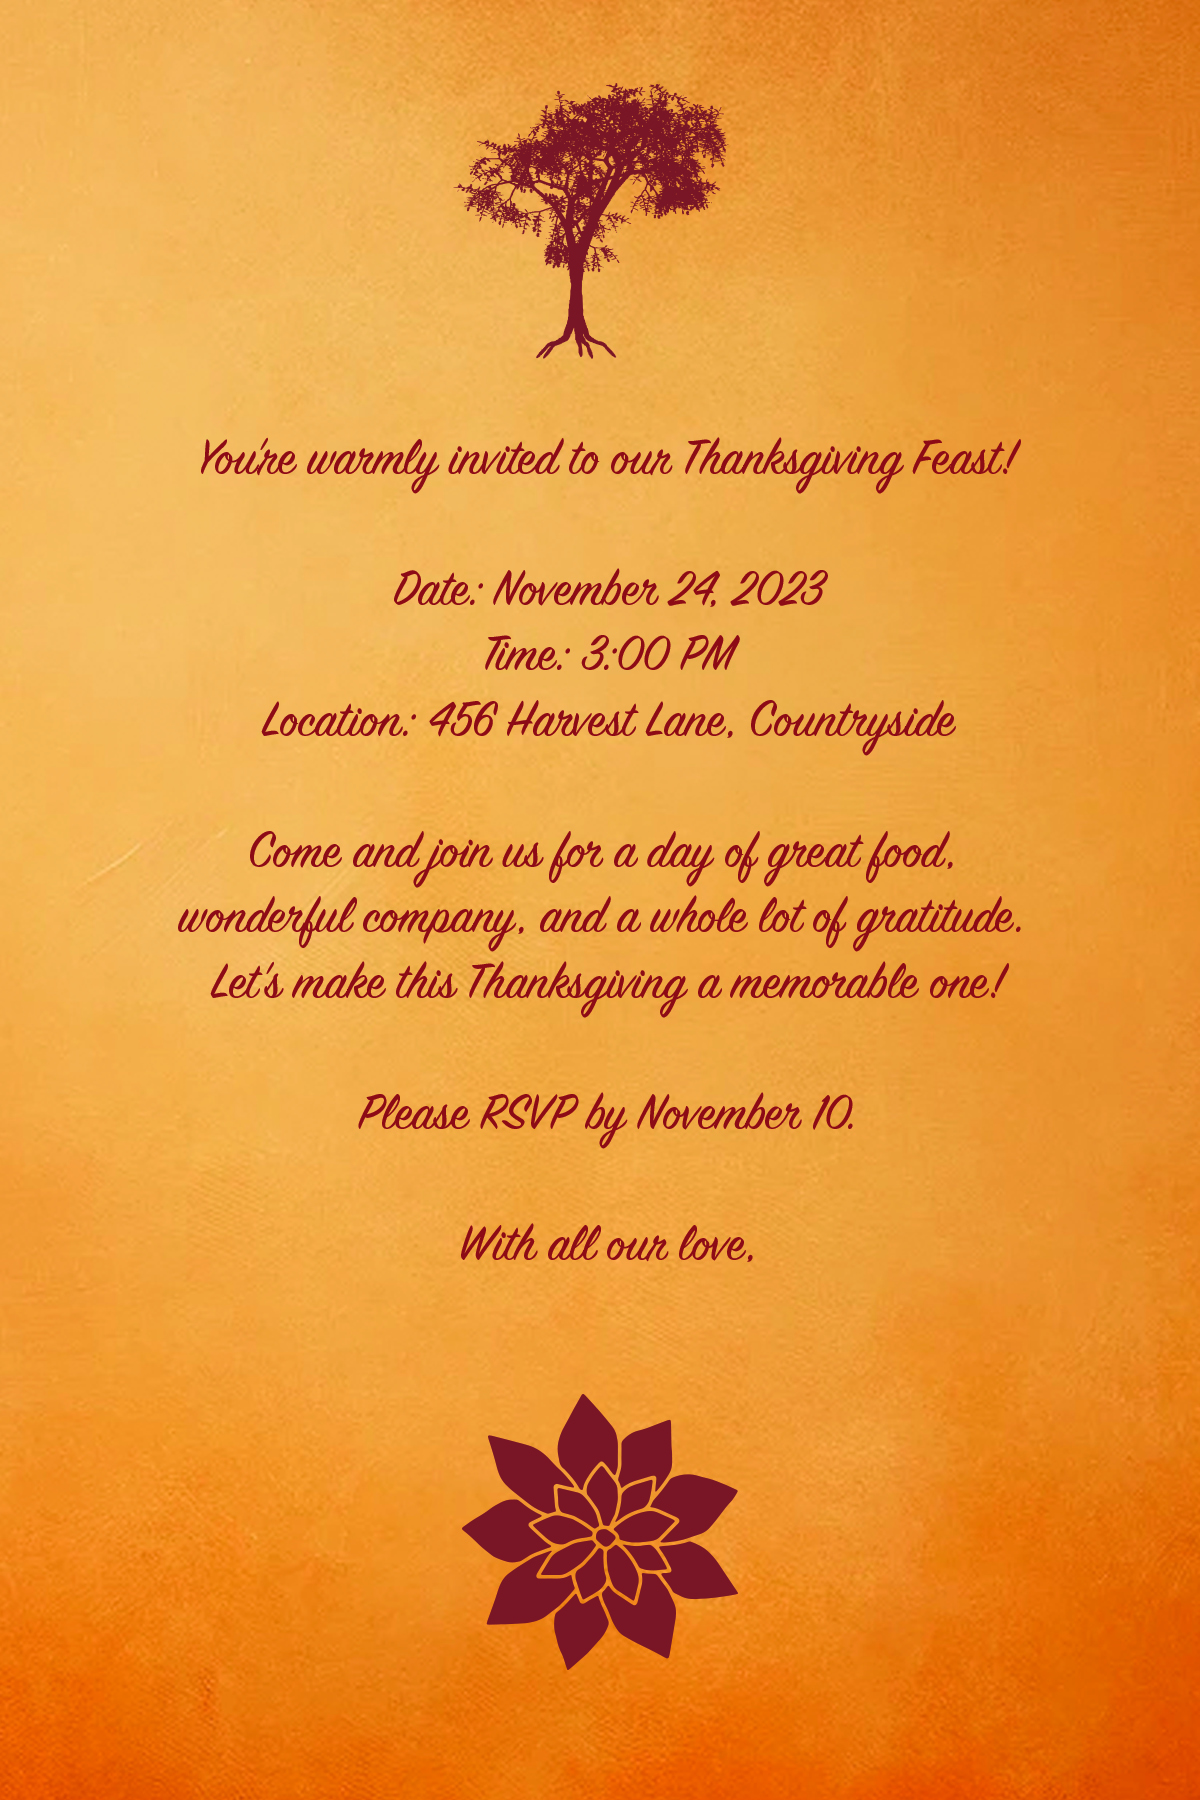 You're warmly invited to our Thanksgiving Feast!
Date: November 24, 2023
Time: 3:00 PM
Location: 456 Harvest Lane, Countryside
Come and join us for a day of great food,
wonderful company, and a whole lot of gratitude.
Let's make this Thanksgiving a memorable one!
Please RSVP by November 10.
With all our love,